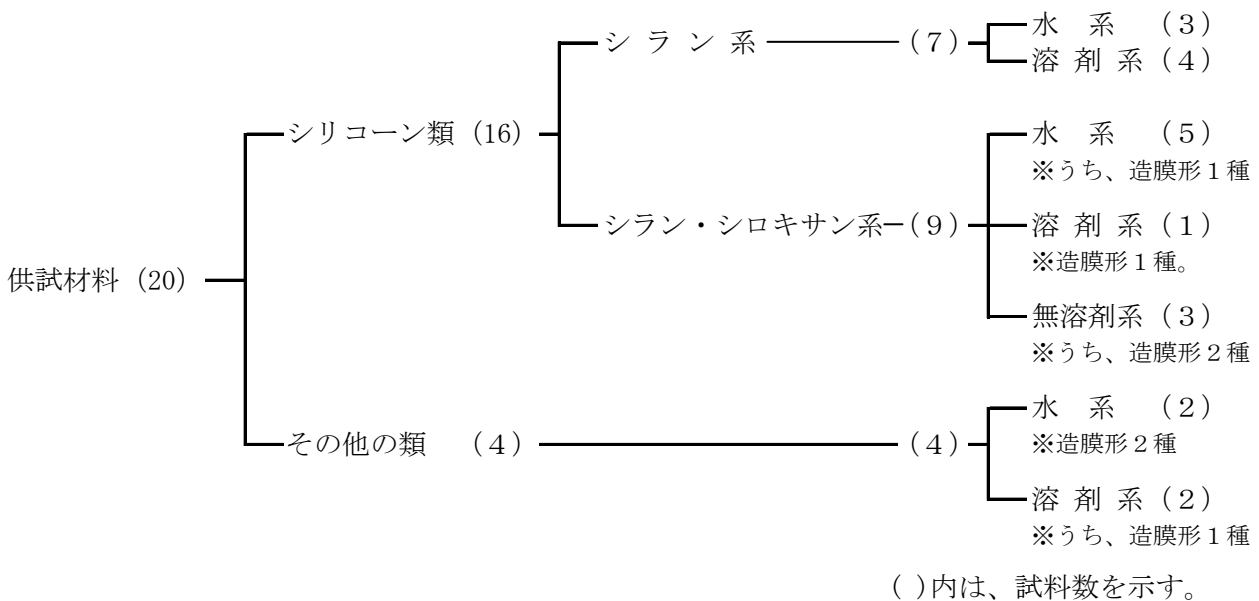 供試材料 (20)
シリコーン類 (16)
シ ラ ン 系 (７)
水　系 (３)
溶 剤 系 (４)
シラン・シロキサン系 (９)
水　系 (５)
※うち、造膜形１種
溶 剤 系 (１)
※造膜形１種。
無溶剤系 (３)
※うち、造膜形２種
その他の類 (４)
(４)
水　系 (２)
※造膜形２種
溶 剤 系 (２)
※うち、造膜形１種
( )内は、試料数を示す。